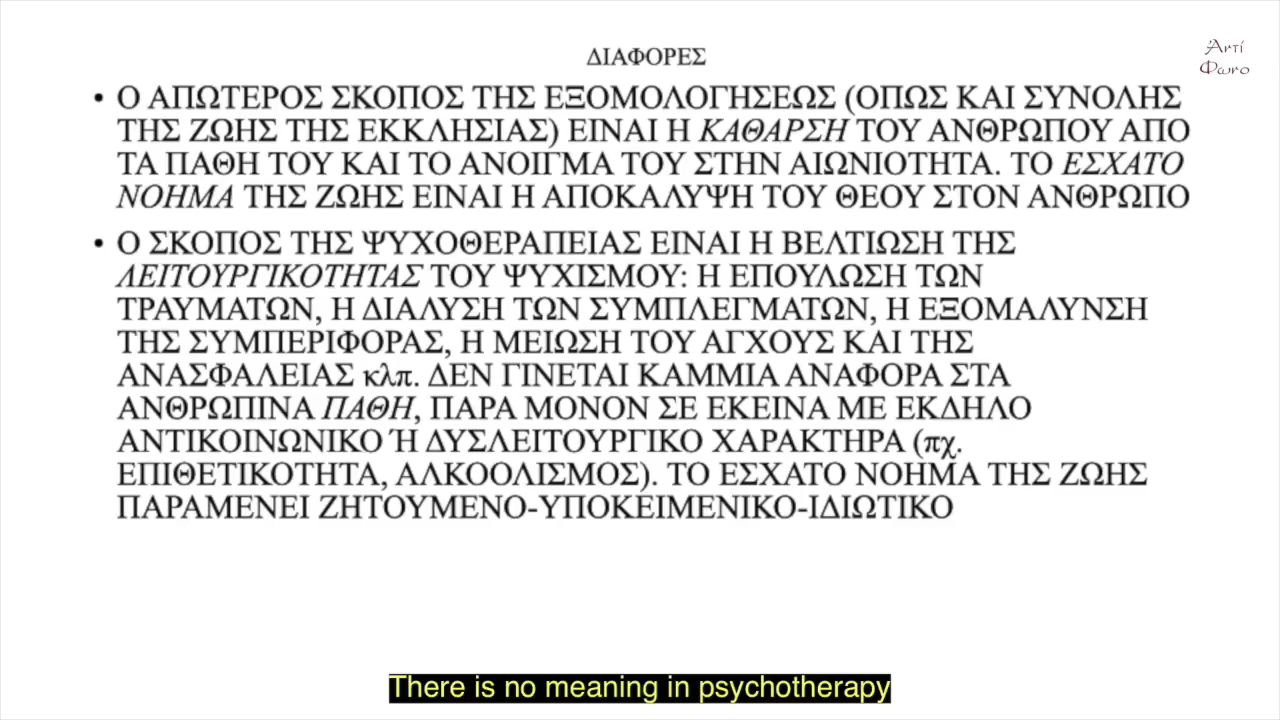 ΔΙΑΦΟΡΕΣ
Ἀντί
Φωνο
• Ο ΑΠΩΤΕΡΟΣ ΣΚΟΠΟΣ ΤΗΣ ΕΞΟΜΟΛΟΓΗΣΕΩΣ (ΟΠΩΣ ΚΑΙ ΣΥΝΟΛΗΣ
ΤΗΣ ΖΩΗΣ ΤΗΣ ΕΚΚΛΗΣΙΑΣ) ΕΙΝΑΙ Η ΚΑΘΑΡΣΗ ΤΟΥ ΑΝΘΡΩΠΟΥ ΑΠΟ
ΤΑ ΠΑΘΗ ΤΟΥ ΚΑΙ ΤΟ ΑΝΟΙΓΜΑ ΤΟΥ ΣΤΗΝ ΑΙΩΝΙΟΤΗΤΑ. ΤΟ ΕΣΧΑΤΟ
ΝΟΗΜΑ ΤΗΣ ΖΩΗΣ ΕΙΝΑΙ Η ΑΠΟΚΑΛΥΨΗ ΤΟΥ ΘΕΟΥ ΣΤΟΝ ΑΝΘΡΩΠΟ
• Ο ΣΚΟΠΟΣ ΤΗΣ ΨΥΧΟΘΕΡΑΠΕΙΑΣ ΕΙΝΑΙ Η ΒΕΛΤΙΩΣΗ ΤΗΣ
ΛΕΙΤΟΥΡΓΙΚΟΤΗΤΑΣ ΤΟΥ ΨΥΧΙΣΜΟΥ: Η ΕΠΟΥΛΩΣΗ ΤΩΝ
ΤΡΑΥΜΑΤΩΝ, Η ΔΙΑΛΥΣΗ ΤΩΝ ΣΥΜΠΛΕΓΜΑΤΩΝ, Η ΕΞΟΜΑΛΥΝΣΗ
ΤΗΣ ΣΥΜΠΕΡΙΦΟΡΑΣ, Η ΜΕΙΩΣΗ ΤΟΥ ΑΓΧΟΥΣ ΚΑΙ ΤΗΣ
ΑΝΑΣΦΑΛΕΙΑΣ κλπ. ΔΕΝ ΓΙΝΕΤΑΙ ΚΑΜΜΙΑ ΑΝΑΦΟΡΑ ΣΤΑ
ΑΝΘΡΩΠΙΝΑ ΠΑΘΗ, ΠΑΡΑ ΜΟΝΟΝ ΣΕ ΕΚΕΙΝΑ ΜΕ ΕΚΔΗΛΟ
ΑΝΤΙΚΟΙΝΩΝΙΚΟ Ή ΔΥΣΛΕΙΤΟΥΡΓΙΚΟ ΧΑΡΑΚΤΗΡΑ (πχ.
ΕΠΙΘΕΤΙΚΟΤΗΤΑ, ΑΛΚΟΟΛΙΣΜΟΣ). ΤΟ ΕΣΧΑΤΟ ΝΟΗΜΑ ΤΗΣ ΖΩΗΣ
ΠΑΡΑΜΕΝΕΙ ΖΗΤΟΥΜΕΝΟ-ΥΠΟΚΕΙΜΕΝΙΚΟ-ΙΔΙΩΤΙΚΟ
There is no meaning in psychotherapy